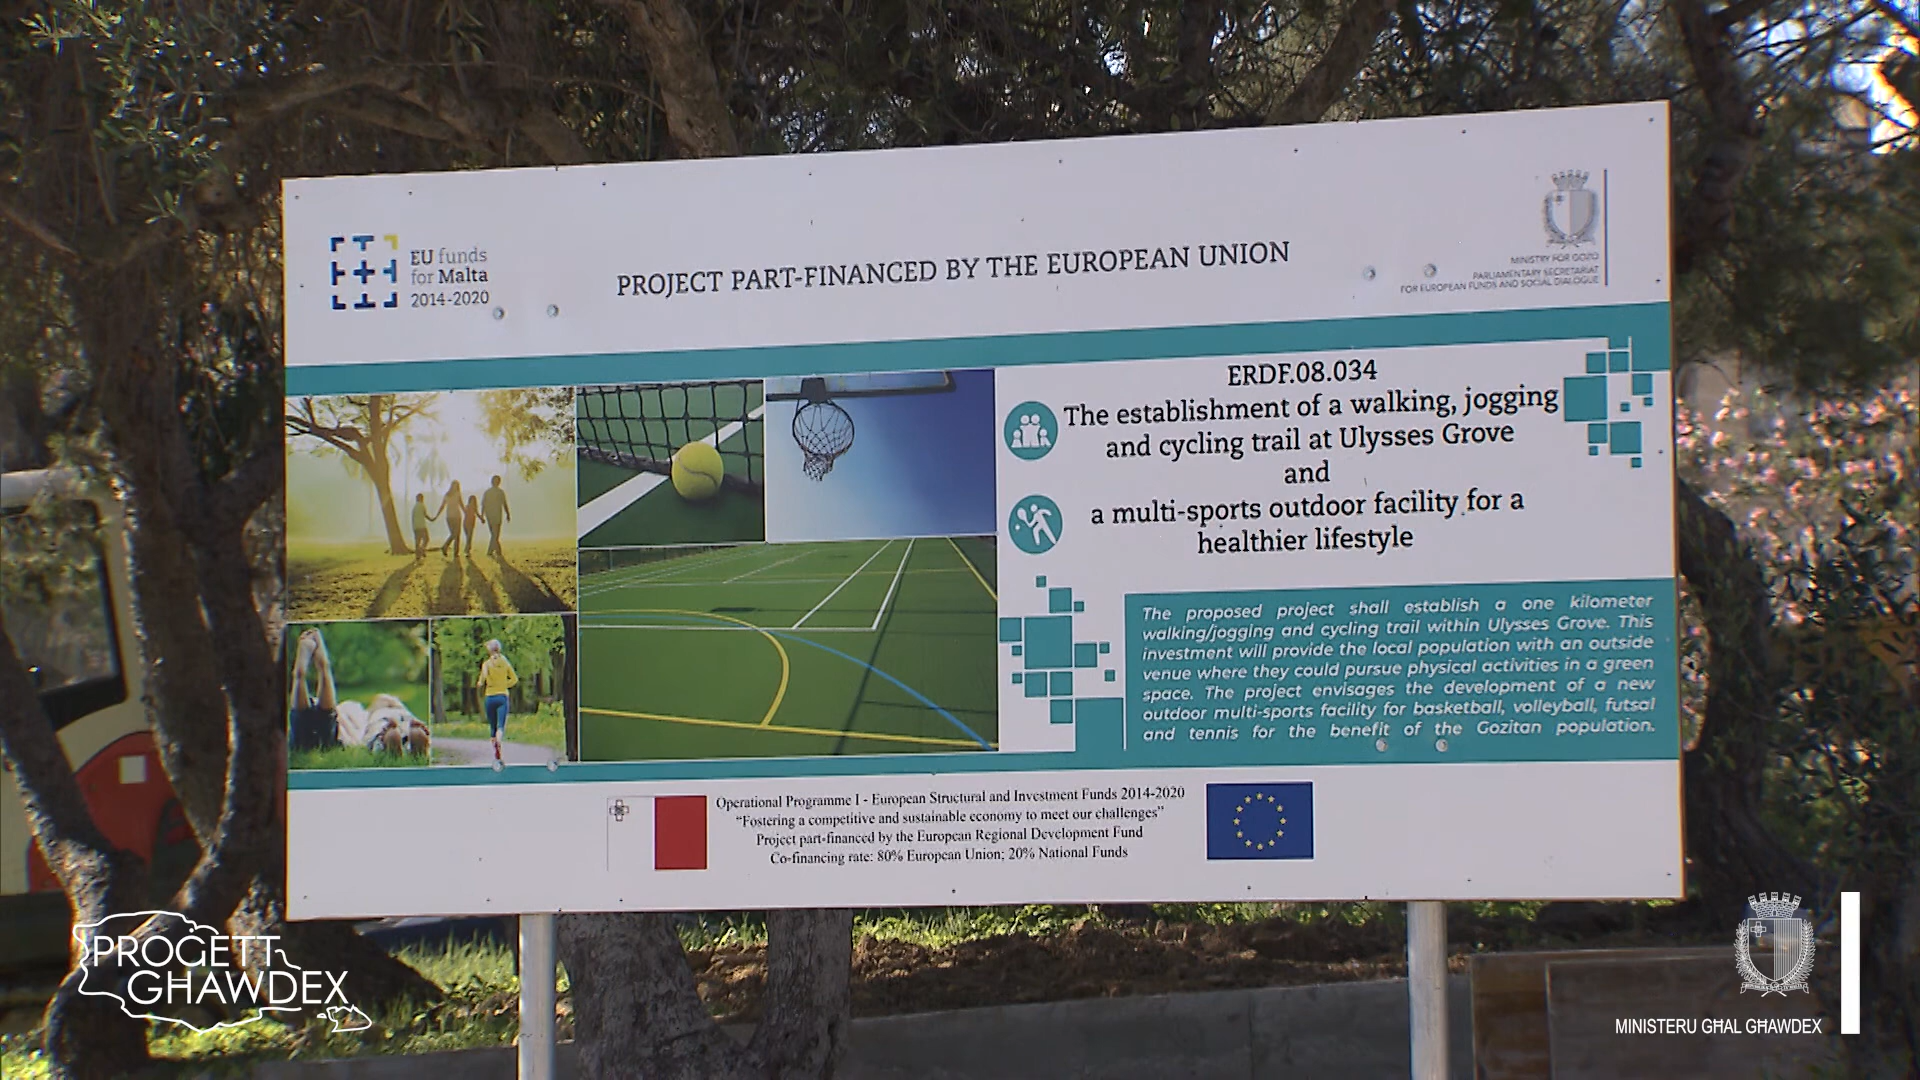 EU funds
for Malta
2014-2020
PROJECT PART-FINANCED BY THE EUROPEAN UNION
MINISTRY FOR GOZO
PARLIAMENTARY SECRETARIAT
FOR EUROPEAN FUNDS AND SOCIAL DIALOGUE
ERDF.08.034
The establishment of a walking, jogging
and cycling trail at Ulysses Grove
and
a multi-sports outdoor facility for a
healthier lifestyle
The proposed project shall establish a one kilometer
walking/jogging and cycling trail within Ulysses Grove. This
investment will provide the local population with an outside
venue where they could pursue physical activities in a green
space. The project envisages the development of a new
outdoor multi-sports facility for basketball, volleyball, futsal
and tennis for the benefit of the Gozitan population.
Operational Programme I - European Structural and Investment Funds 2014-2020
“Fostering a competitive and sustainable economy to meet our challenges”
Project part-financed by the European Regional Development Fund
Co-financing rate: 80% European Union; 20% National Funds
PROĠETT
GĦAWDEX
MINISTERU GĦAL GĦAWDEX